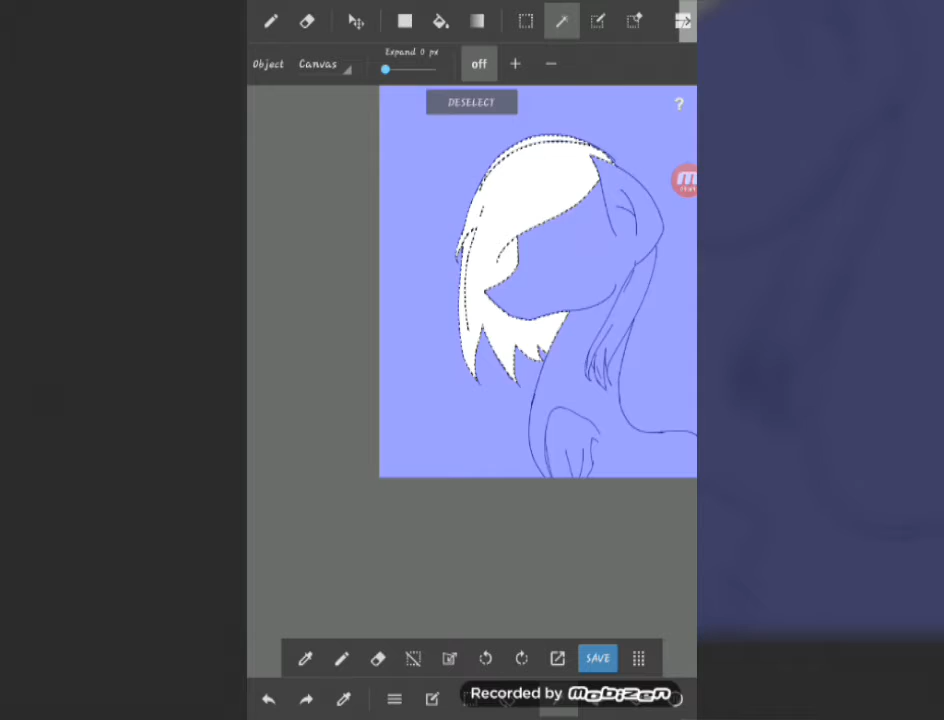 Expand 0 px
Object Canvas off + −
DESELECT ?
SAVE
Recorded by mobizen